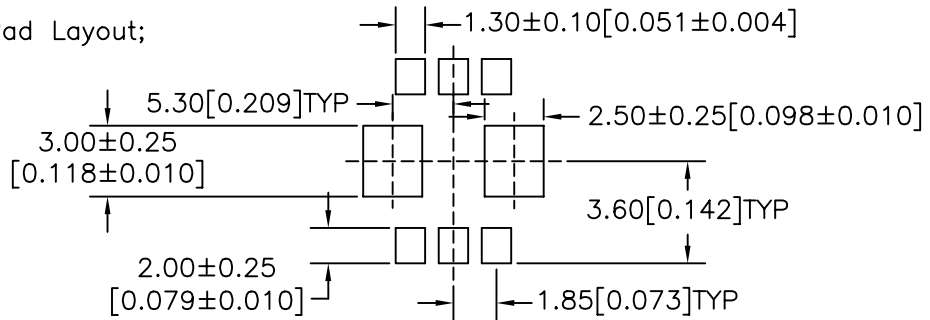 ad Layout;
1.30±0.10[0.051±0.004]
5.30[0.209]TYP
2.50±0.25[0.098±0.010]
3.00±0.25
[0.118±0.010]
3.60[0.142]TYP
2.00±0.25
[0.079±0.010]
1.85[0.073]TYP